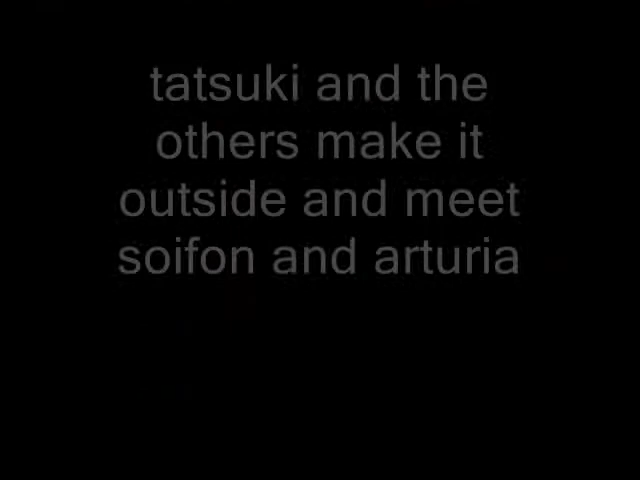 tatsuki and the
others make it
outside and meet
soifon and arturia